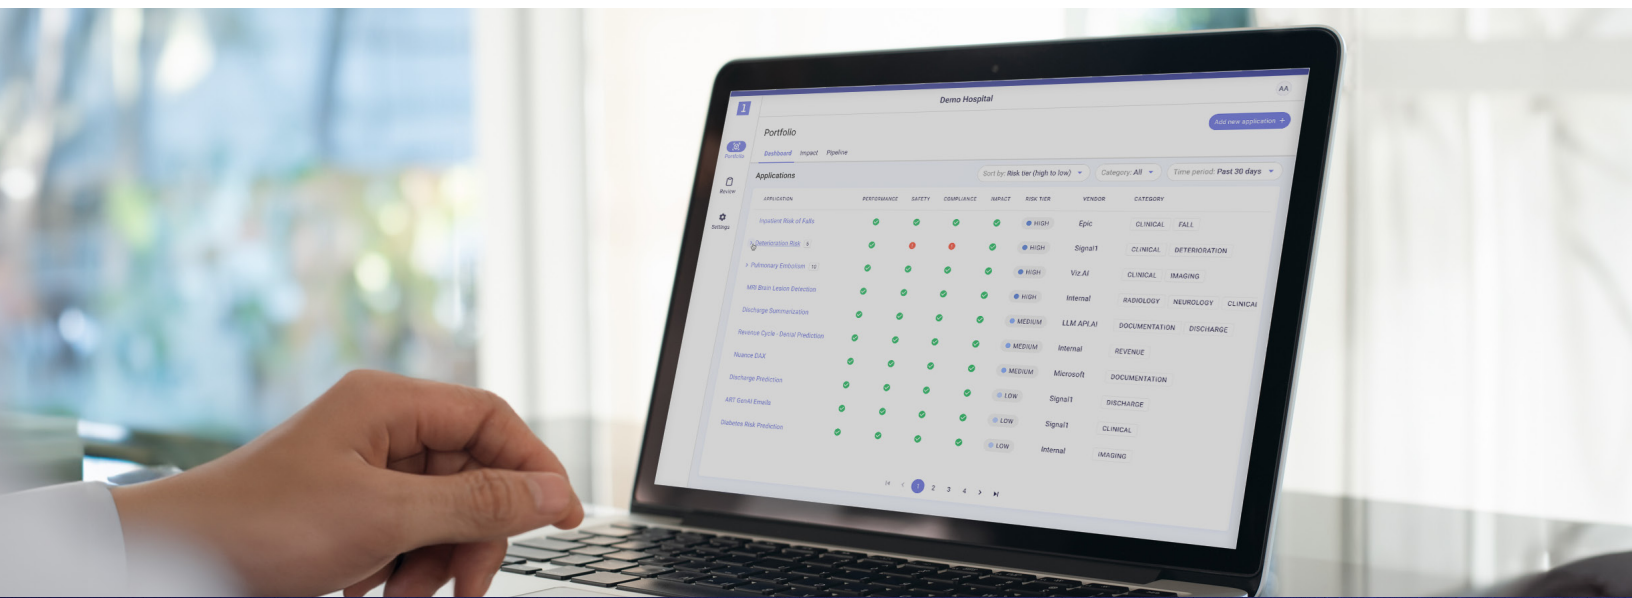 1
Demo Hospital
AA
Portfolio
Add new application +
Portfolio
Dashboard Impact Pipeline
Review
Applications
Sort by: Risk tier (high to low)
Category: All
Time period: Past 30 days
Settings
APPLICATION PERFORMANCE SAFETY COMPLIANCE IMPACT RISK TIER VENDOR CATEGORY
Inpatient Risk of Falls HIGH Epic CLINICAL FALL
Deterioration Risk HIGH Signal1 CLINICAL DETERIORATION
Pulmonary Embolism HIGH Viz.AI CLINICAL IMAGING
MRI Brain Lesion Detection HIGH Internal RADIOLOGY NEUROLOGY CLINICAL
Discharge Summarization MEDIUM LLM API.AI DOCUMENTATION DISCHARGE
Revenue Cycle - Denial Prediction MEDIUM Internal REVENUE
Nuance DAX MEDIUM Microsoft DOCUMENTATION
Discharge Prediction LOW Signal1 DISCHARGE
ABT GenAI Emails LOW Signal1 CLINICAL
Diabetes Risk Prediction LOW Internal IMAGING
1 2 3 4